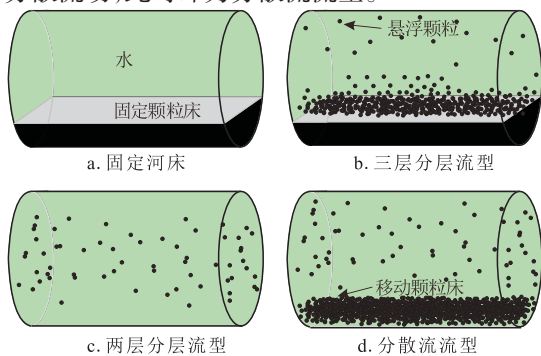 悬浮颗粒
水
固定颗粒床
a.固定河床
b.三层分层流型
移动颗粒床
c.两层分层流型
d.分散流流型